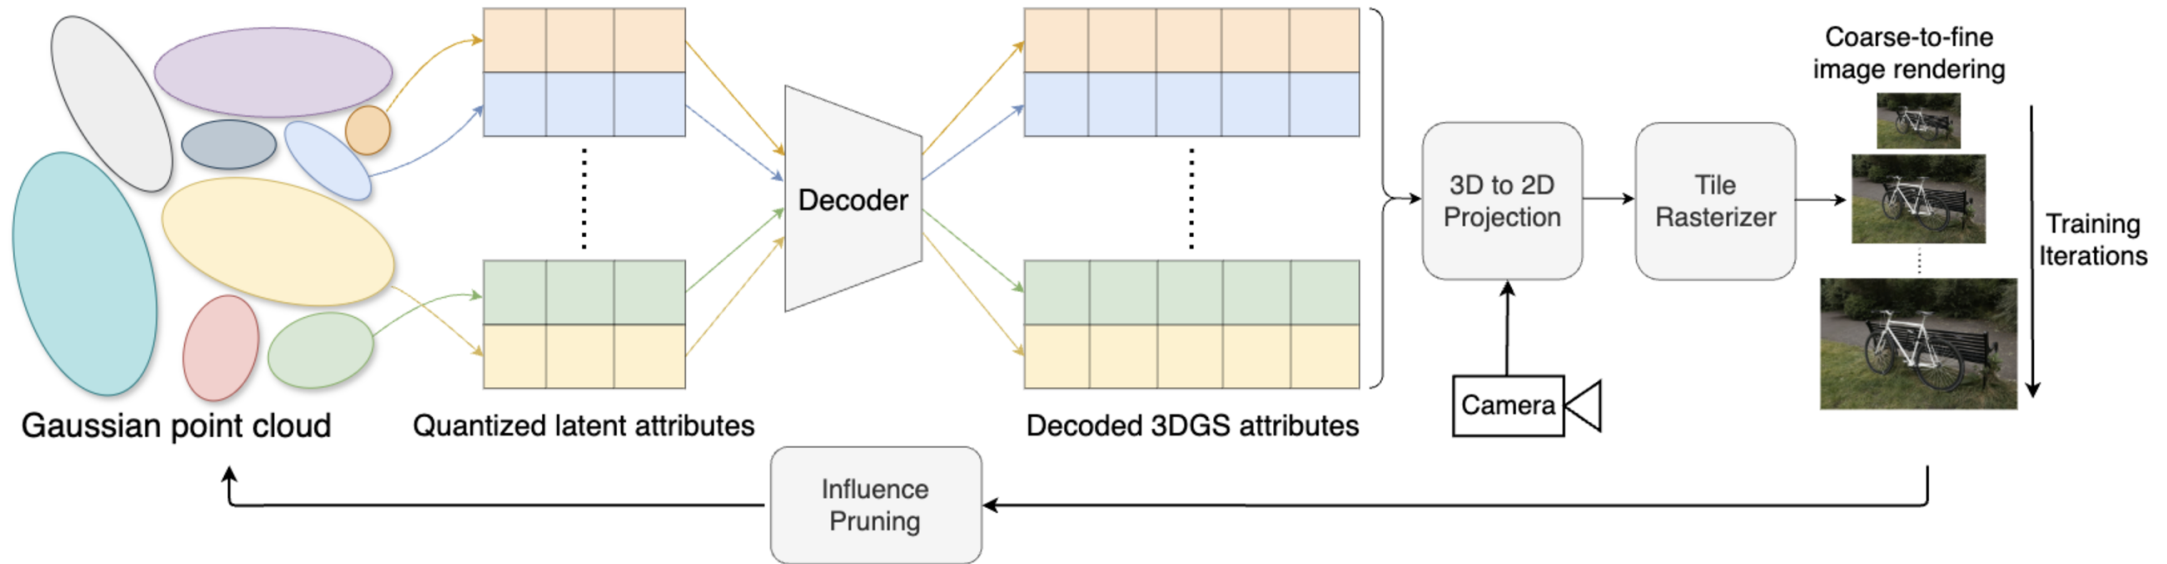 Coarse-to-fine
image rendering
Decoder
3D to 2D
Projection
Tile
Rasterizer
Training
Iterations
Camera
Gaussian point cloud
Quantized latent attributes
Decoded 3DGS attributes
Influence
Pruning